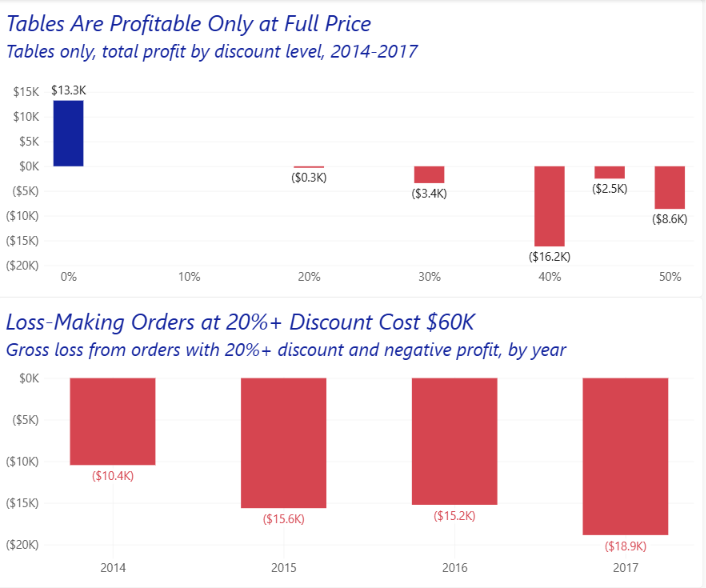 Tables Are Profitable Only at Full Price
Tables only, total profit by discount level, 2014-2017
$15K
$13.3K
$10K
$5K
$0K
($0.3K)
($2.5K)
($5K)
($3.4K)
($8.6K)
($10K)
($15K)
($16.2K)
($20K)
0% 10% 20% 30% 40% 50%
Loss-Making Orders at 20%+ Discount Cost $60K
Gross loss from orders with 20%+ discount and negative profit, by year
$0K
($5K)
($10K)
($10.4K)
($15K)
($15.6K) ($15.2K)
($20K)
($18.9K)
2014 2015 2016 2017